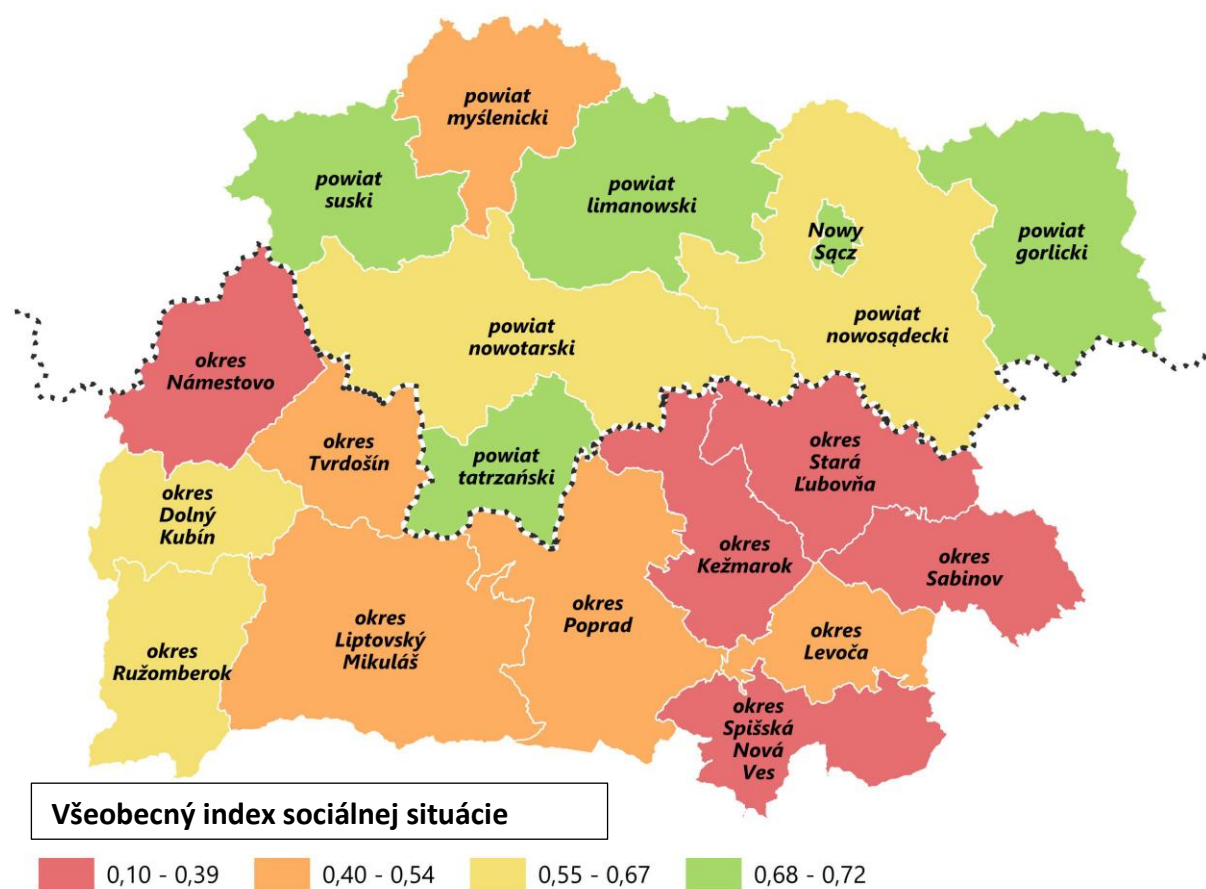 powiat
myślenicki
powiat
suski
powiat
limanowski
Nowy
Sącz
powiat
gorlicki
powiat
nowotarski
powiat
nowosądecki
okres
Námestovo
okres
Tvrdošín
powiat
tatrzański
okres
Stará
Ľubovňa
okres
Dolný
Kubín
okres
Kežmarok
okres
Sabinov
okres
Ružomberok
okres
Liptovský
Mikuláš
okres
Poprad
okres
Levoča
okres
Spišská
Nová
Ves
Všeobecný index sociálnej situácie
0,10 - 0,39 0,40 - 0,54 0,55 - 0,67 0,68 - 0,72